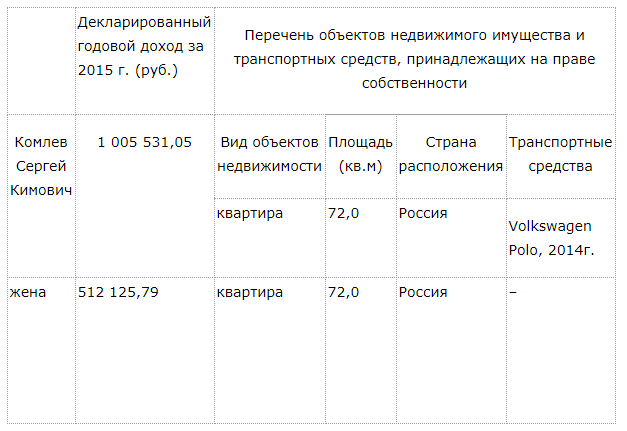 Декларированный
годовой доход за
2015 г. (руб.)
Перечень объектов недвижимого имущества и
транспортных средств, принадлежащих на праве
собственности
Комлев
Сергей
Кимович
1 005 531,05
Вид объектов
недвижимости
Площадь
(кв.м)
Страна
расположения
Транспортные
средства
квартира
72,0
Россия
Volkswagen
Polo, 2014г.
жена
512 125,79
квартира
72,0
Россия
–